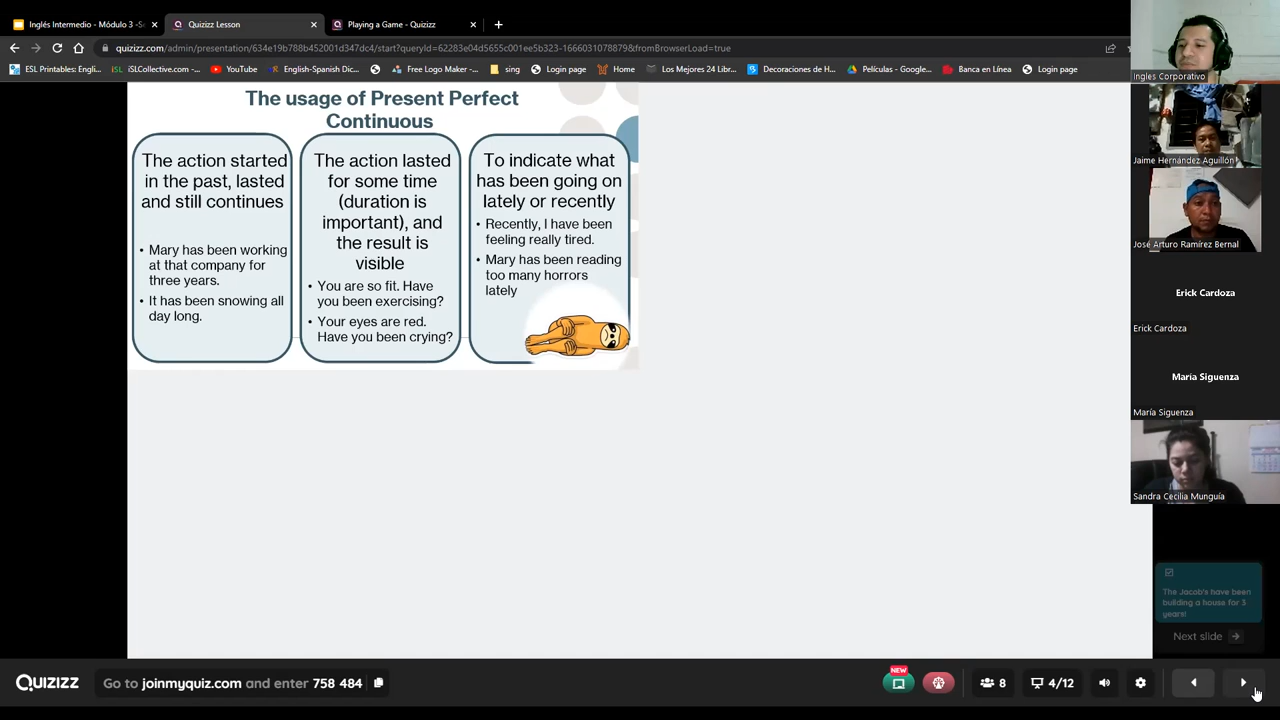 Inglés Intermedio - Módulo 3 -S
Quizizz Lesson
Playing a Game - Quizizz
quizizz.com/admin/presentation/634e19b788b452001d347dc4/start?queryId=62283e04d5655c001ee5b323-1666031078879&fromBrowserLoad=true
ESL Printables: Engli...
iSLCollective.com -...
YouTube
English-Spanish Dic...
Free Logo Maker -...
sing
Login page
Home
Los Mejores 24 Libr...
Decoraciones de H...
Películas - Google...
Banca en Línea
Login page
The usage of Present Perfect
Continuous
The action started
in the past, lasted
and still continues
• Mary has been working
at that company for
three years.
• It has been snowing all
day long.
The action lasted
for some time
(duration is
important), and
the result is
visible
• You are so fit. Have
you been exercising?
• Your eyes are red.
Have you been crying?
To indicate what
has been going on
lately or recently
• Recently, I have been
feeling really tired.
• Mary has been reading
too many horrors
lately
Ingles Corporativo
Jaime Hernández Aguillón
José Arturo Ramírez Bernal
Erick Cardoza
Erick Cardoza
Maria Siguenza
María Siguenza
Sandra Cecilia Munguía
The Jacob's have been
building a house for 3
years!
Next slide
QUIZIZZ
Go to joinmyquiz.com and enter 758 484
NEW
8
4/12